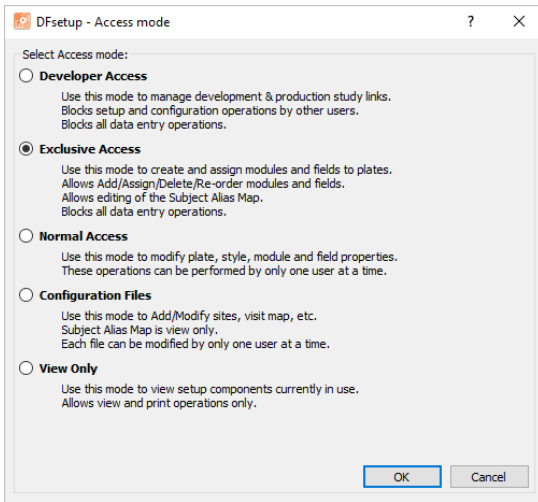 DFsetup - Access mode
Select Access mode:
Developer Access
Use this mode to manage development & production study links.
Blocks setup and configuration operations by other users.
Blocks all data entry operations.
Exclusive Access
Use this mode to create and assign modules and fields to plates.
Allows Add/Assign/Delete/Re-order modules and fields.
Allows editing of the Subject Alias Map.
Blocks all data entry operations.
Normal Access
Use this mode to modify plate, style, module and field properties.
These operations can be performed by only one user at a time.
Configuration Files
Use this mode to Add/Modify sites, visit map, etc.
Subject Alias Map is view only.
Each file can be modified by only one user at a time.
View Only
Use this mode to view setup components currently in use.
Allows view and print operations only.
OK Cancel